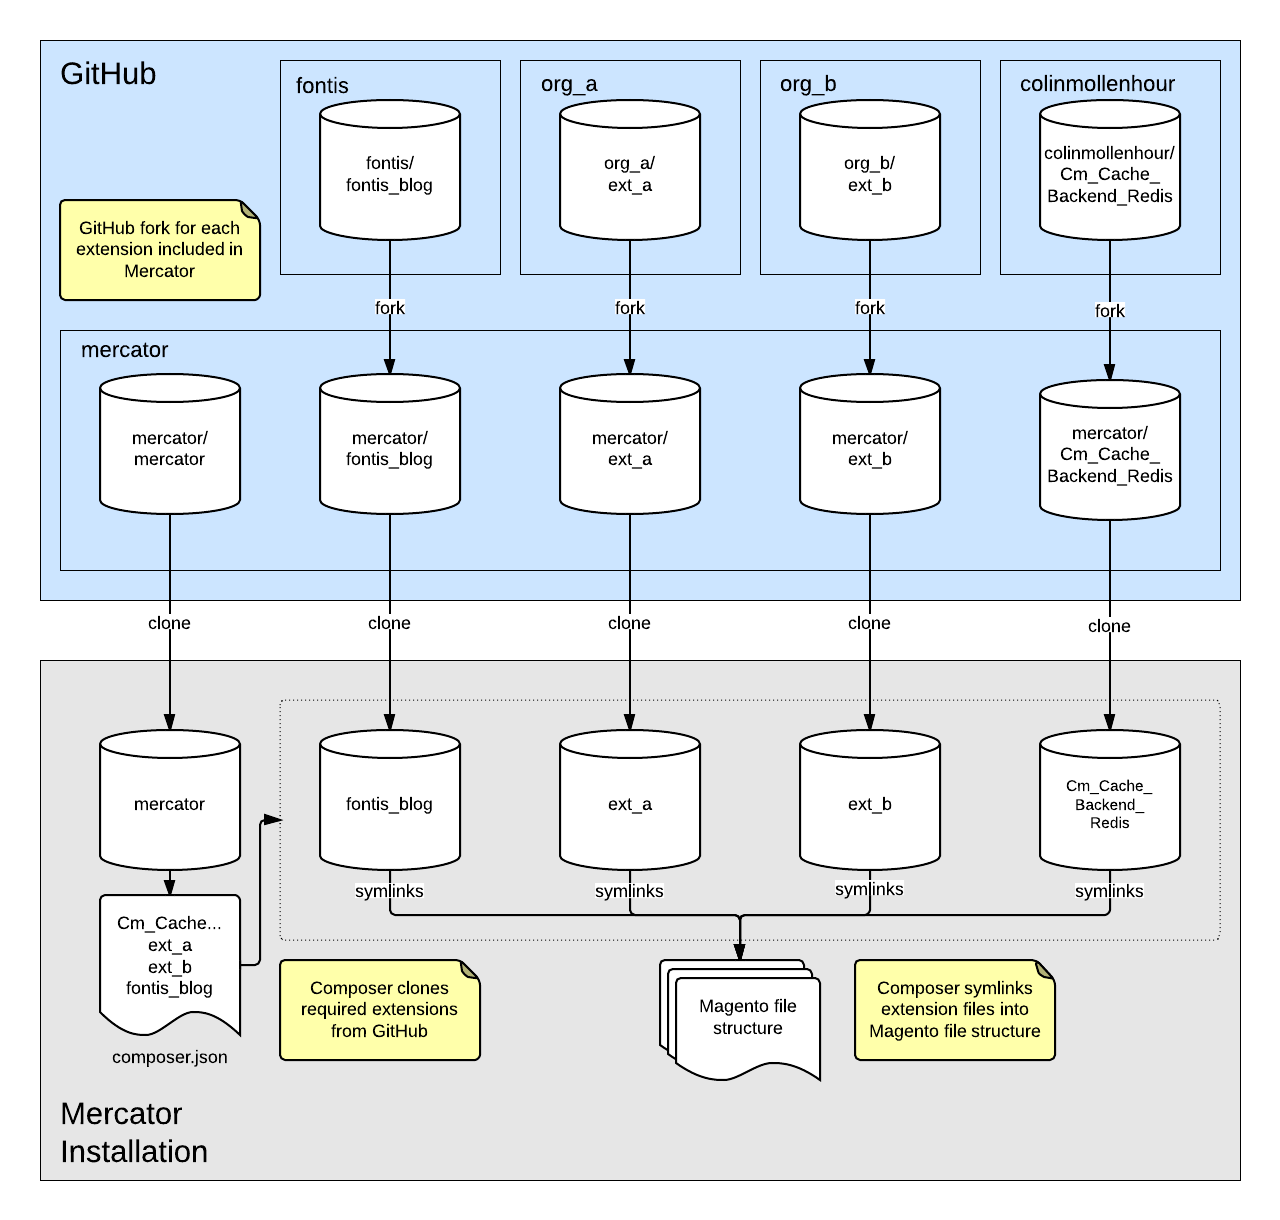 GitHub
fontis
org_a
org_b
colinmollenhour
fontis/
fontis_blog
org_a/
ext_a
org_b/
ext_b
colinmollenhour/
Cm_Cache_
Backend_Redis
GitHub fork for each
extension included in
Mercator
fork
fork
fork
fork
mercator
mercator/
mercator
mercator/
fontis_blog
mercator/
ext_a
mercator/
ext_b
mercator/
Cm_Cache_
Backend_Redis
clone
clone
clone
clone
clone
mercator
fontis_blog
ext_a
ext_b
Cm_Cache_
Backend_
Redis
symlinks
symlinks
symlinks
symlinks
Cm_Cache...
ext_a
ext_b
fontis_blog
composer.json
Composer clones
required extensions
from GitHub
Magento file
structure
Composer symlinks
extension files into
Magento file structure
Mercator
Installation